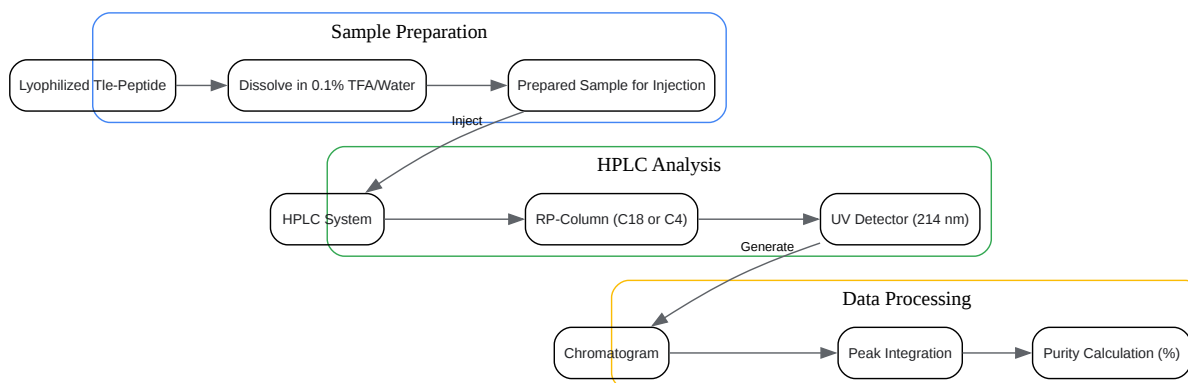 Sample Preparation
Lyophilized Tle-Peptide
Dissolve in 0.1% TFA/Water
Prepared Sample for Injection
Inject
HPLC Analysis
HPLC System
RP-Column (C18 or C4)
UV Detector (214 nm)
Generate
Data Processing
Chromatogram
Peak Integration
Purity Calculation (%)